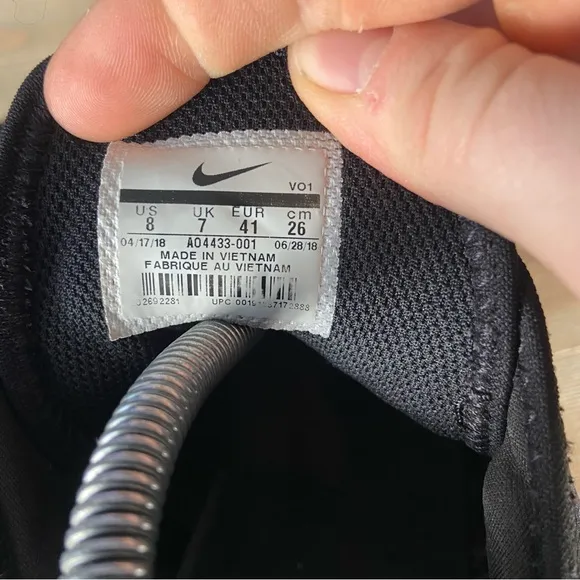 VO1
US UK EUR cm
8 7 41 26
04/17/18 AO4433-001 06/28/18
MADE IN VIETNAM
FABRIQUE AU VIETNAM
UPC